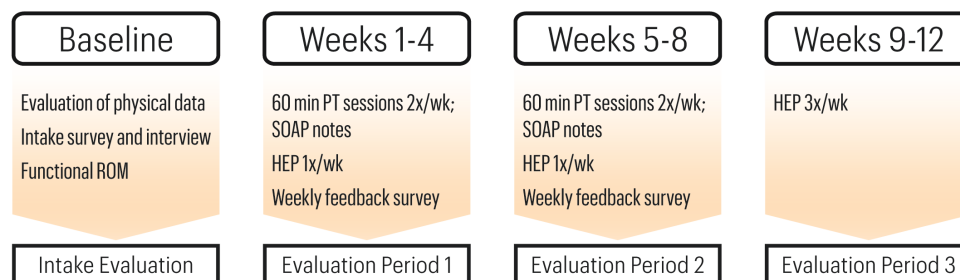 Baseline
Evaluation of physical data
Intake survey and interview
Functional ROM
Intake Evaluation
Weeks 1-4
60 min PT sessions 2x/wk;
SOAP notes
HEP 1x/wk
Weekly feedback survey
Evaluation Period 1
Weeks 5-8
60 min PT sessions 2x/wk;
SOAP notes
HEP 1x/wk
Weekly feedback survey
Evaluation Period 2
Weeks 9-12
HEP 3x/wk
Evaluation Period 3